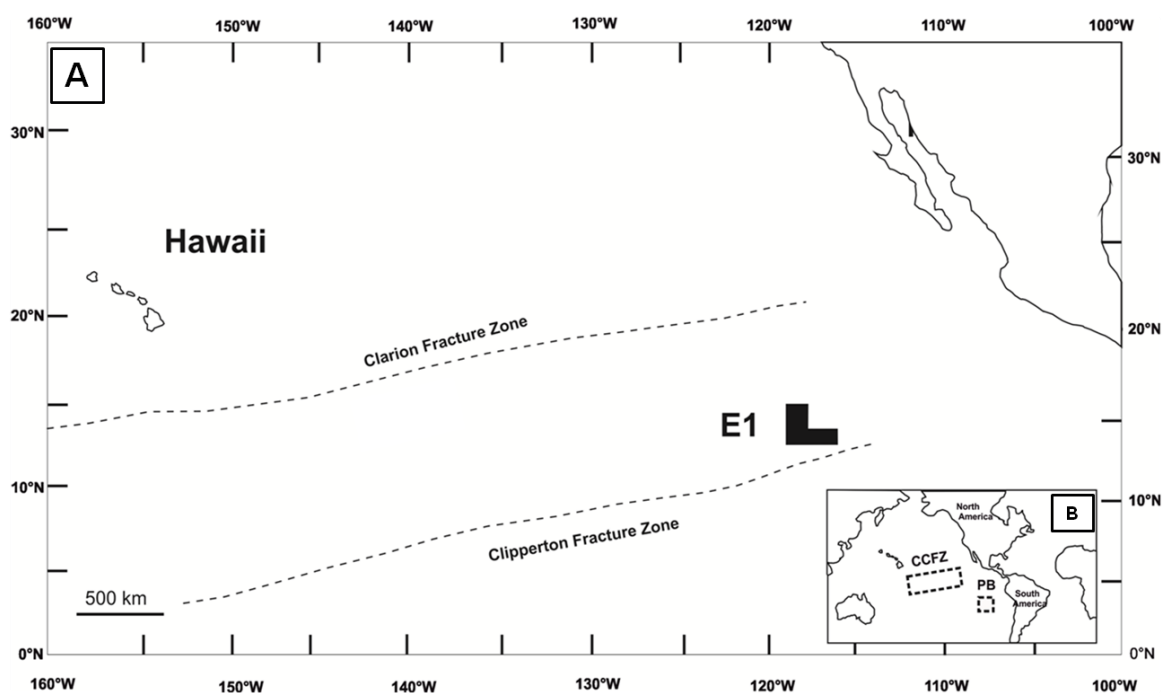 160°W 150°W 140°W 130°W 120°W 110°W 100°W
A
30°N
30°N
Hawaii
20°N
20°N
Clarion Fracture Zone
E1
10°N
10°N
Clipperton Fracture Zone
B
North
America
CCFZ
PB
South
America
500 km
0°N
0°N
160°W 150°W 140°W 130°W 120°W 110°W 100°W